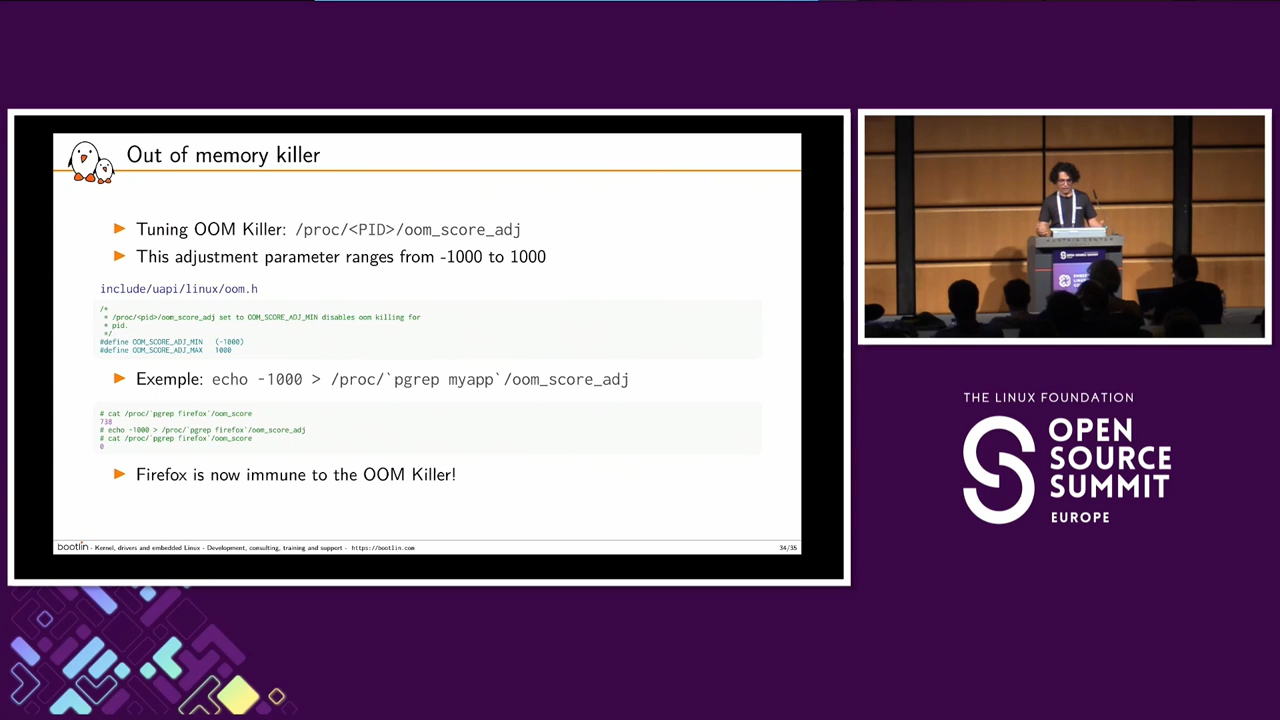 Out of memory killer
▶ Tuning OOM Killer: /proc/<PID>/oom_score_adj
▶ This adjustment parameter ranges from -1000 to 1000
include/uapi/linux/oom.h
/*
 * /proc/<pid>/oom_score_adj set to OOM_SCORE_ADJ_MIN disables oom killing for
 * pid.
 */
#define OOM_SCORE_ADJ_MIN   (-1000)
#define OOM_SCORE_ADJ_MAX   1000
▶ Exemple: echo -1000 > /proc/`pgrep myapp`/oom_score_adj
# cat /proc/`pgrep firefox`/oom_score
738
# echo -1000 > /proc/`pgrep firefox`/oom_score_adj
# cat /proc/`pgrep firefox`/oom_score
0
▶ Firefox is now immune to the OOM Killer!
bootlin - Kernel, drivers and embedded Linux - Development, consulting, training and support - https://bootlin.com
34/35
OPEN SOURCE SUMMIT
THE LINUX FOUNDATION
OPEN
SOURCE
SUMMIT
EUROPE